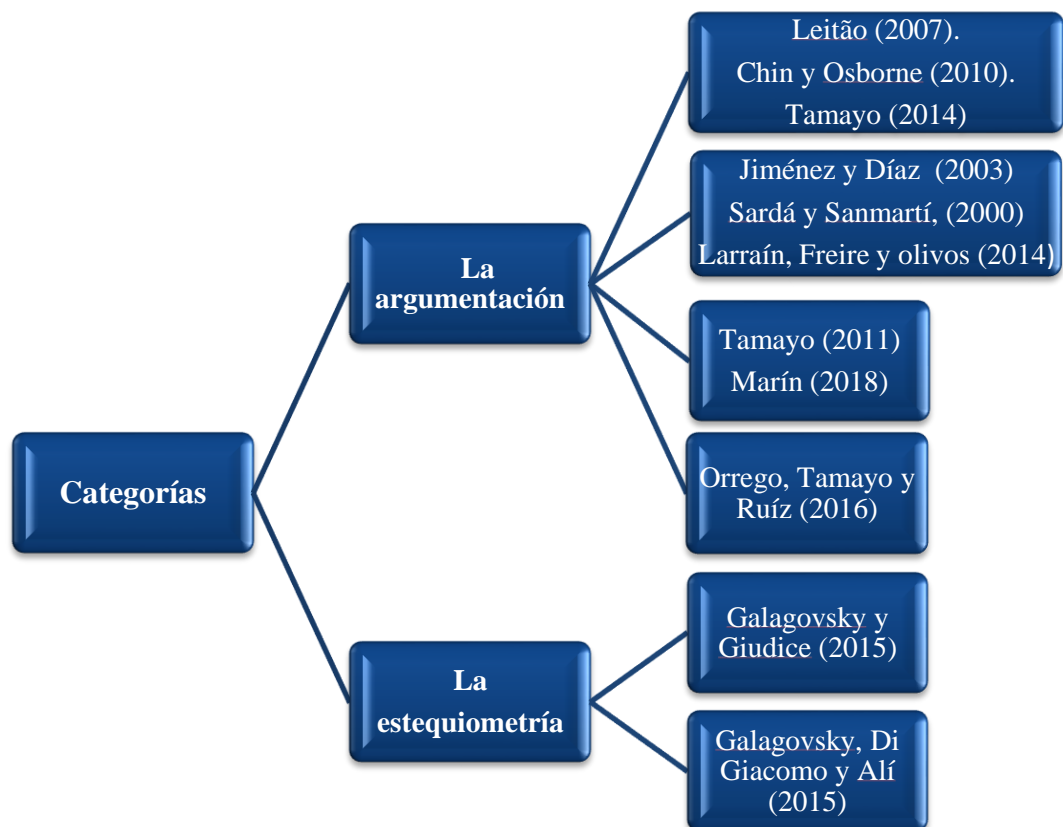 Leitão (2007).
Chin y Osborne (2010).
Tamayo (2014)
Jiménez y Díaz (2003)
Sardá y Sanmartí, (2000)
Larraín, Freire y olivos (2014)
La
argumentación
Tamayo (2011)
Marín (2018)
Categorías
Orrego, Tamayo y
Ruíz (2016)
Galagovsky y
Giudice (2015)
La
estequiometría
Galagovsky, Di
Giacomo y Alí
(2015)